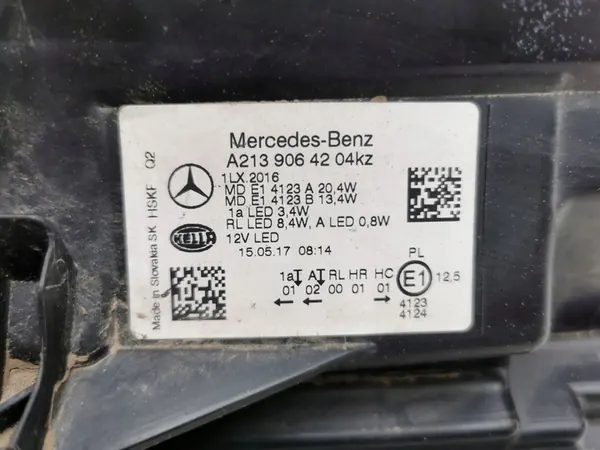 Mercedes-Benz
A213 906 42 04kz
1LX.2016
MD E1 4123 A 20,4W
MD E1 4123 B 13,4W
1a LED 3,4W
RL LED 8,4W, A LED 0,8W
12V LED
15.05.17 08:14
HELLA
Made in Slovakia SK HSKF Q2
1a A RL HR HC
01 02 00 01 01
PL
E1 12,5
4123
4124